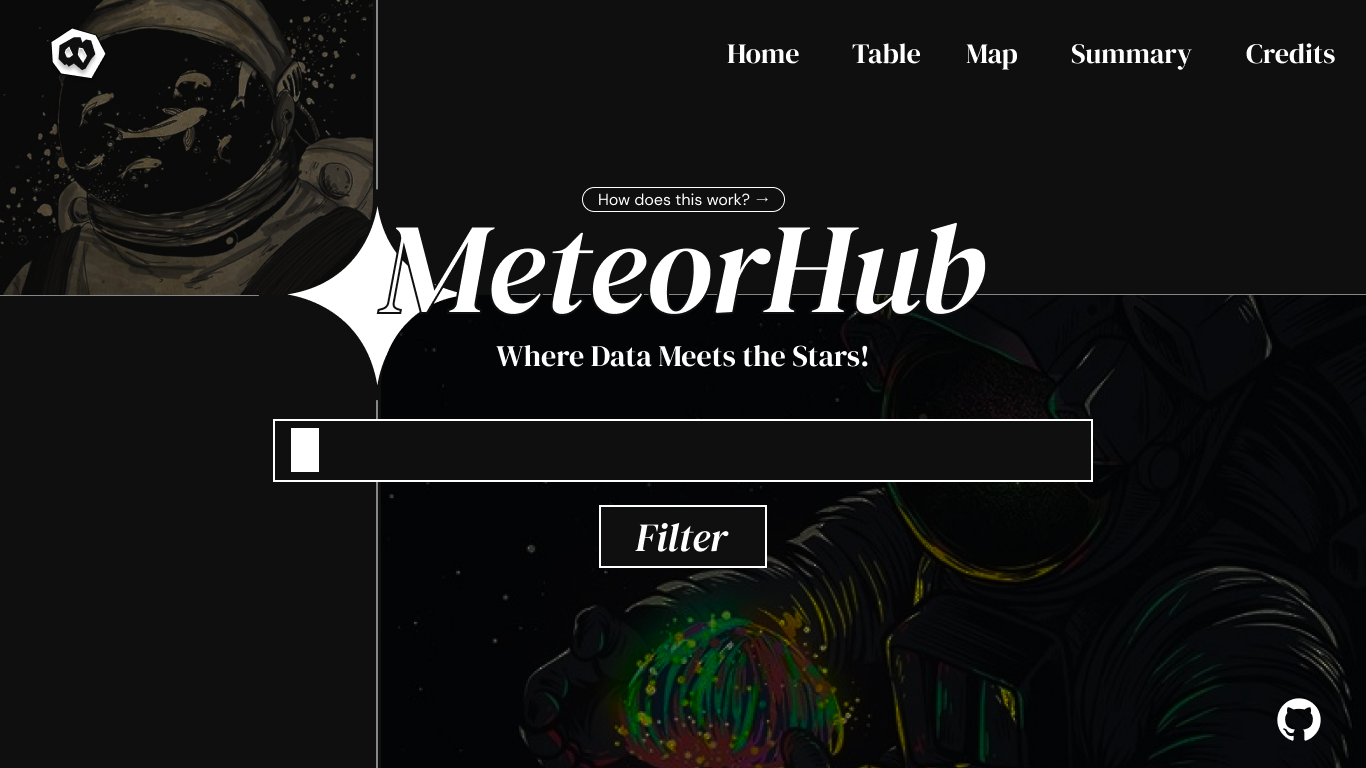 Home Table Map Summary Credits
How does this work? →
MeteorHub
Where Data Meets the Stars!
Filter